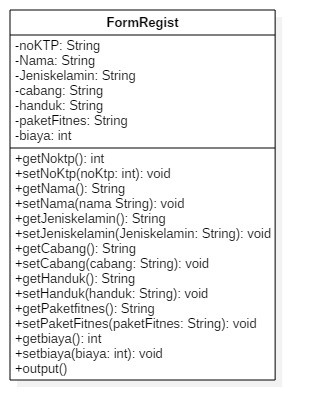 FormRegist
-noKTP: String
-Nama: String
-Jeniskelamin: String
-cabang: String
-handuk: String
-paketFitnes: String
-biaya: int
+getNoktp(): int
+setNoKtp(noKtp: int): void
+getNama(): String
+setNama(nama String): void
+getJeniskelamin(): String
+setJeniskelamin(Jeniskelamin: String): void
+getCabang(): String
+setCabang(cabang: String): void
+getHanduk(): String
+setHanduk(handuk: String): void
+getPaketfitnes(): String
+setPaketFitnes(paketFitnes: String): void
+getbiaya(): int
+setbiaya(biaya: int): void
+output()